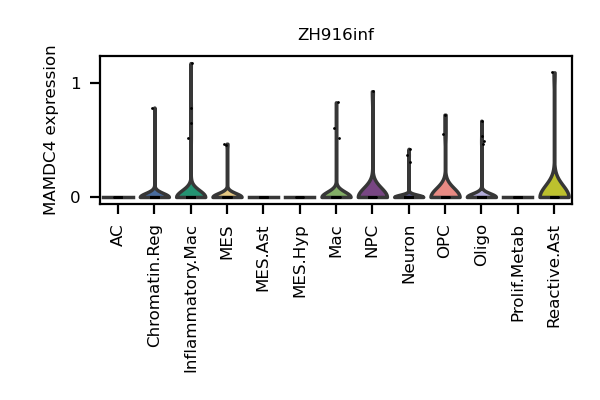 ZH916inf
MAMDC4 expression
1
0
AC
Chromatin.Reg
Inflammatory.Mac
MES
MES.Ast
MES.Hyp
Mac
NPC
Neuron
OPC
Oligo
Prolif.Metab
Reactive.Ast